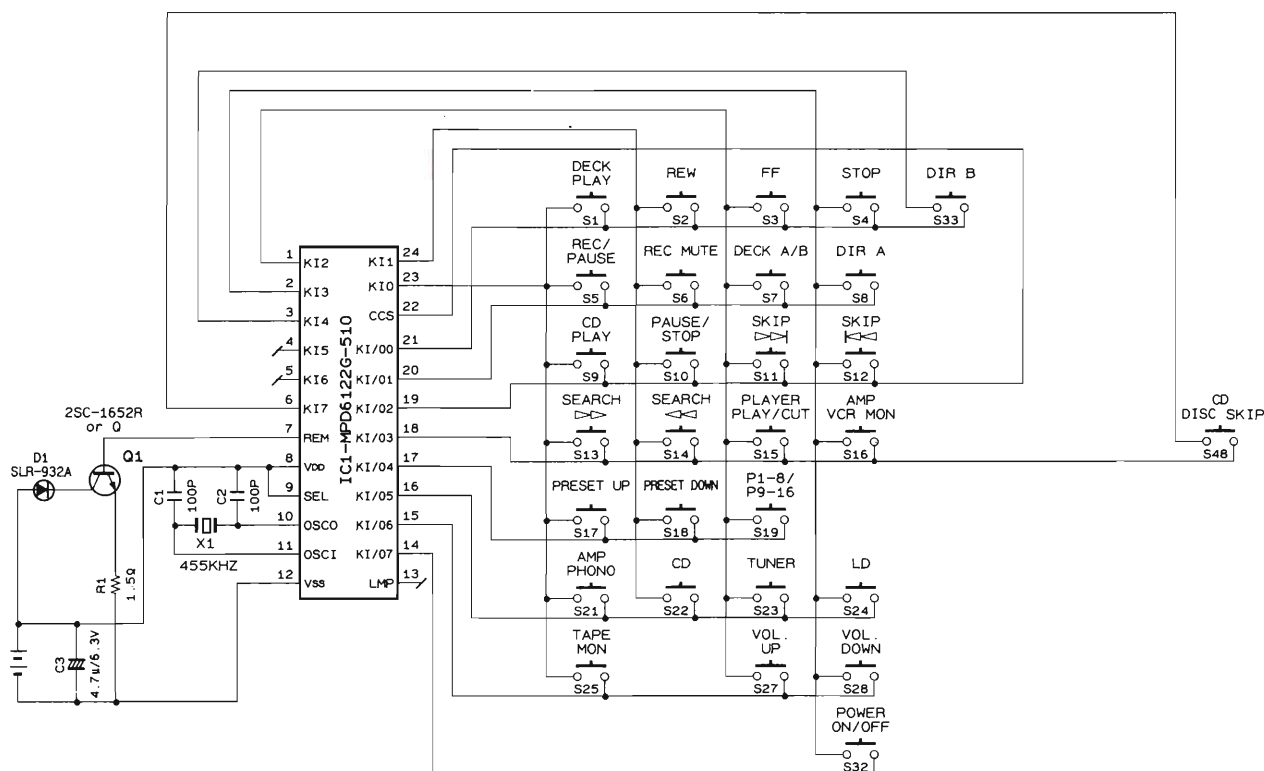 DECK PLAY
REW
FF
STOP
DIR B
S1
S2
S3
S4
S33
REC/PAUSE
REC MUTE
DECK A/B
DIR A
S5
S6
S7
S8
CD PLAY
PAUSE/STOP
SKIP
SKIP
S9
S10
S11
S12
SEARCH
SEARCH
PLAYER PLAY/CUT
AMP VCR MON
CD DISC SKIP
S13
S14
S15
S16
S48
PRESET UP
PRESET DOWN
P1-8/P9-16
S17
S18
S19
AMP PHONO
CD
TUNER
LD
S21
S22
S23
S24
TAPE MON
VOL. UP
VOL. DOWN
S25
S27
S28
POWER ON/OFF
S32
IC1-MPD6122G-510
1 KI2
2 KI3
3 KI4
4 KI5
5 KI6
6 KI7
7 REM
8 VDD
9 SEL
10 OSCO
11 OSCI
12 VSS
24 KI1
23 KI0
22 CCS
21 KI/00
20 KI/01
19 KI/02
18 KI/03
17 KI/04
16 KI/05
15 KI/06
14 KI/07
13 LMP
2SC-1652R
or Q
Q1
D1
SLR-932A
C1
100P
C2
100P
X1
455KHZ
R1
1.5Ω
C3
4.7u/6.3V